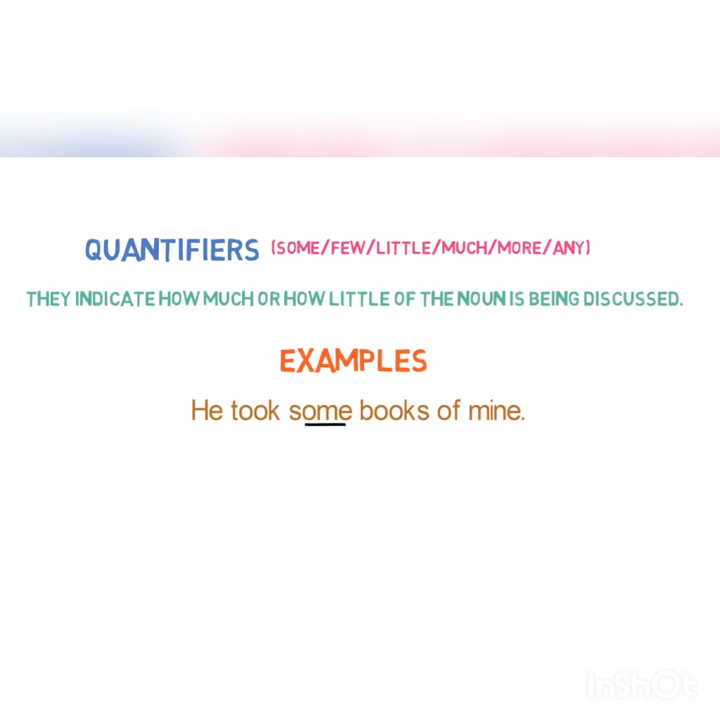 QUANTIFIERS (SOME/FEW/LITTLE/MUCH/MORE/ANY)
THEY INDICATE HOW MUCH OR HOW LITTLE OF THE NOUN IS BEING DISCUSSED.
EXAMPLES
He took some books of mine.
InShOt